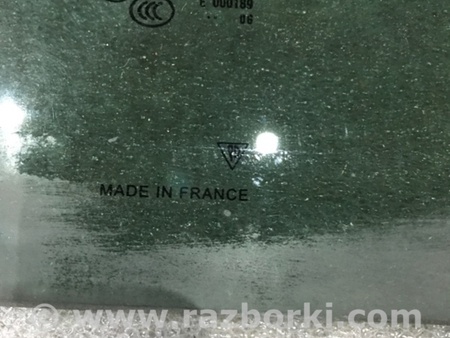 E 000189
·· 06
MADE IN FRANCE
© www.razborki.com